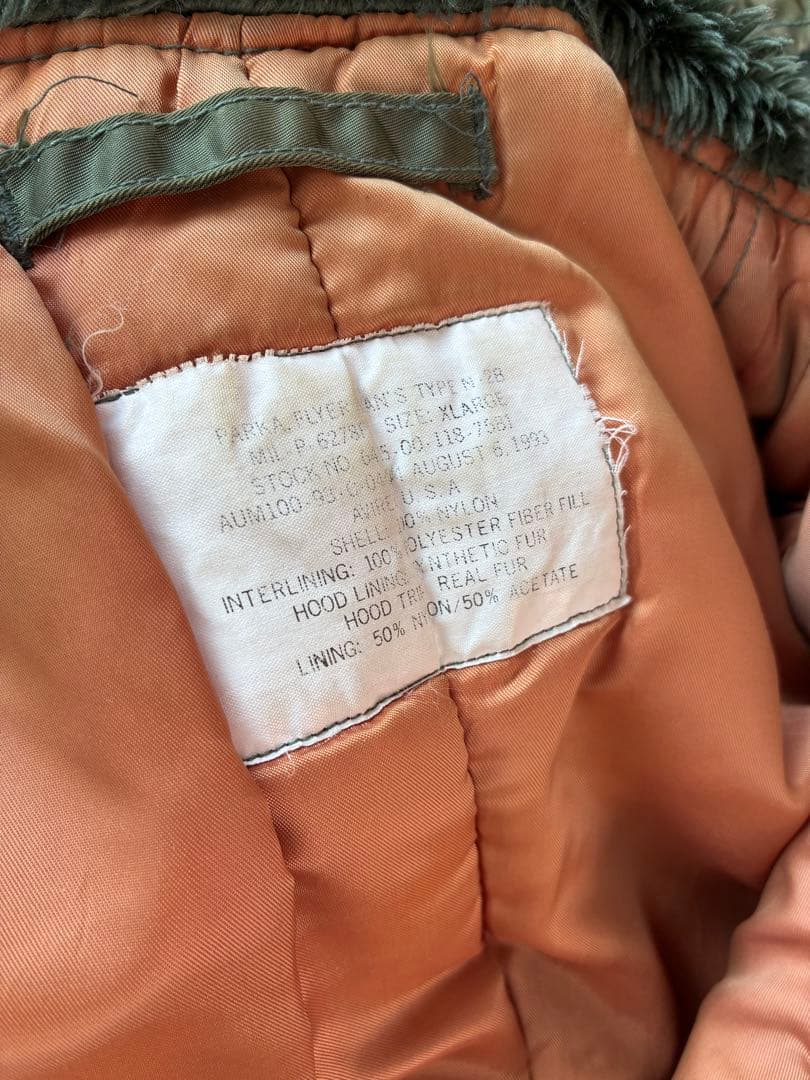 PARKA, FLYER MAN'S TYPE N-2B
MIL P-6278 SIZE: XLARGE
STOCK NO.
AUGUST 6, 1993
U S A
SHELL: 100% NYLON
INTERLINING: 100% POLYESTER FIBER FILL
HOOD LINING: SYNTHETIC FUR
HOOD TRIM REAL FUR
LINING: 50% NYLON/50% ACETATE